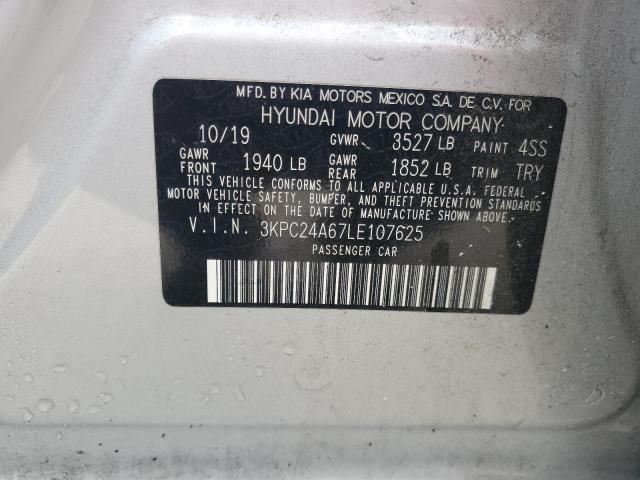 MFD. BY KIA MOTORS MEXICO S.A. DE C.V. FOR
HYUNDAI MOTOR COMPANY
10/19 GVWR 3527 LB PAINT 4SS
GAWR FRONT 1940 LB GAWR REAR 1852 LB TRIM TRY
THIS VEHICLE CONFORMS TO ALL APPLICABLE U.S.A. FEDERAL
MOTOR VEHICLE SAFETY, BUMPER, AND THEFT PREVENTION STANDARDS
IN EFFECT ON THE DATE OF MANUFACTURE SHOWN ABOVE.
V.I.N. 3KPC24A67LE107625
PASSENGER CAR